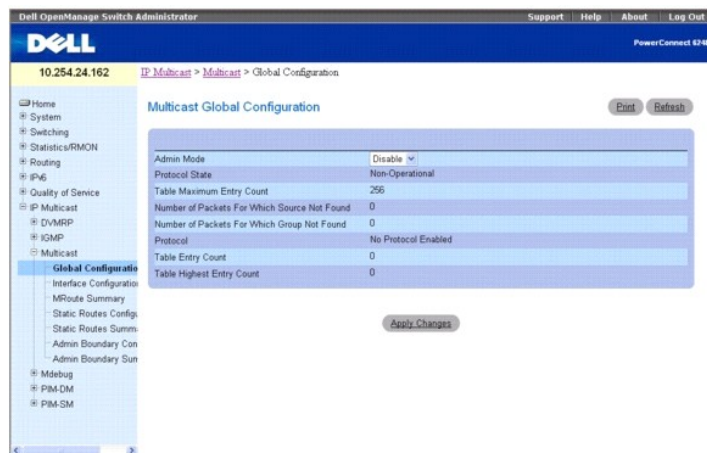 Dell OpenManage Switch Administrator
Support Help About Log Out
DELL
PowerConnect 624
10.254.24.162
IP Multicast > Multicast > Global Configuration
Home
System
Switching
Statistics/RMON
Routing
IPv6
Quality of Service
IP Multicast
DVMRP
IGMP
Multicast
Global Configuratio
Interface Configuration
MRoute Summary
Static Routes Configu
Static Routes Summ
Admin Boundary Con
Admin Boundary Sun
Mdebug
PIM-DM
PIM-SM
Multicast Global Configuration
Print Refresh
Admin Mode Disable
Protocol State Non-Operational
Table Maximum Entry Count 256
Number of Packets For Which Source Not Found 0
Number of Packets For Which Group Not Found 0
Protocol No Protocol Enabled
Table Entry Count 0
Table Highest Entry Count 0
Apply Changes